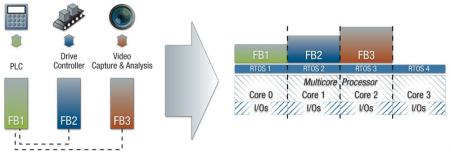 PLC
Drive
Controller
Video
Capture & Analysis
FB1
FB2
FB3
FB1
FB2
FB3
RTOS 1
RTOS 2
RTOS 3
RTOS 4
Multicore Processor
Core 0
Core 1
Core 2
Core 3
I/Os
I/Os
I/Os
I/Os